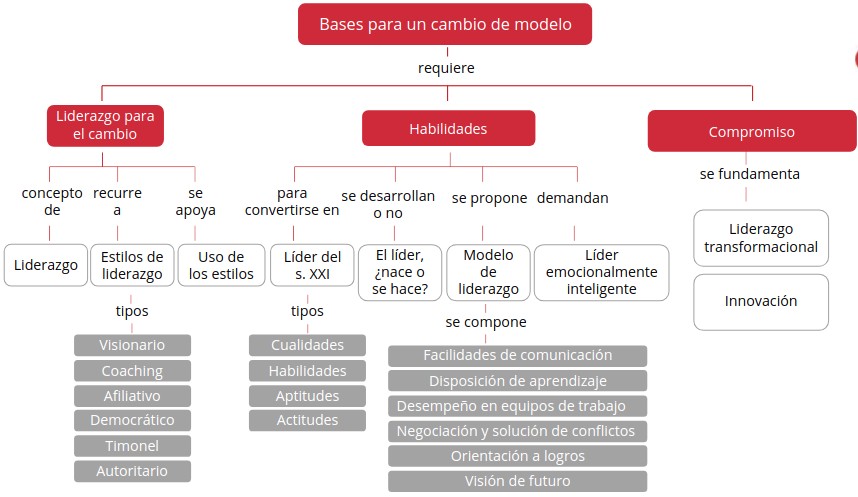 Bases para un cambio de modelo
requiere
Liderazgo para
el cambio
Habilidades
Compromiso
concepto
de
recurre
a
se
apoya
para
convertirse en
se desarrollan
o no
se propone
demandan
se fundamenta
Liderazgo
Estilos de
liderazgo
Uso de
los estilos
Líder del
s. XXI
El líder,
¿nace o
se hace?
Modelo
de
liderazgo
Líder
emocionalmente
inteligente
Liderazgo
transformacional
Innovación
tipos
Visionario
Coaching
Afiliativo
Democrático
Timonel
Autoritario
tipos
Cualidades
Habilidades
Aptitudes
Actitudes
se compone
Facilidades de comunicación
Disposición de aprendizaje
Desempeño en equipos de trabajo
Negociación y solución de conflictos
Orientación a logros
Visión de futuro